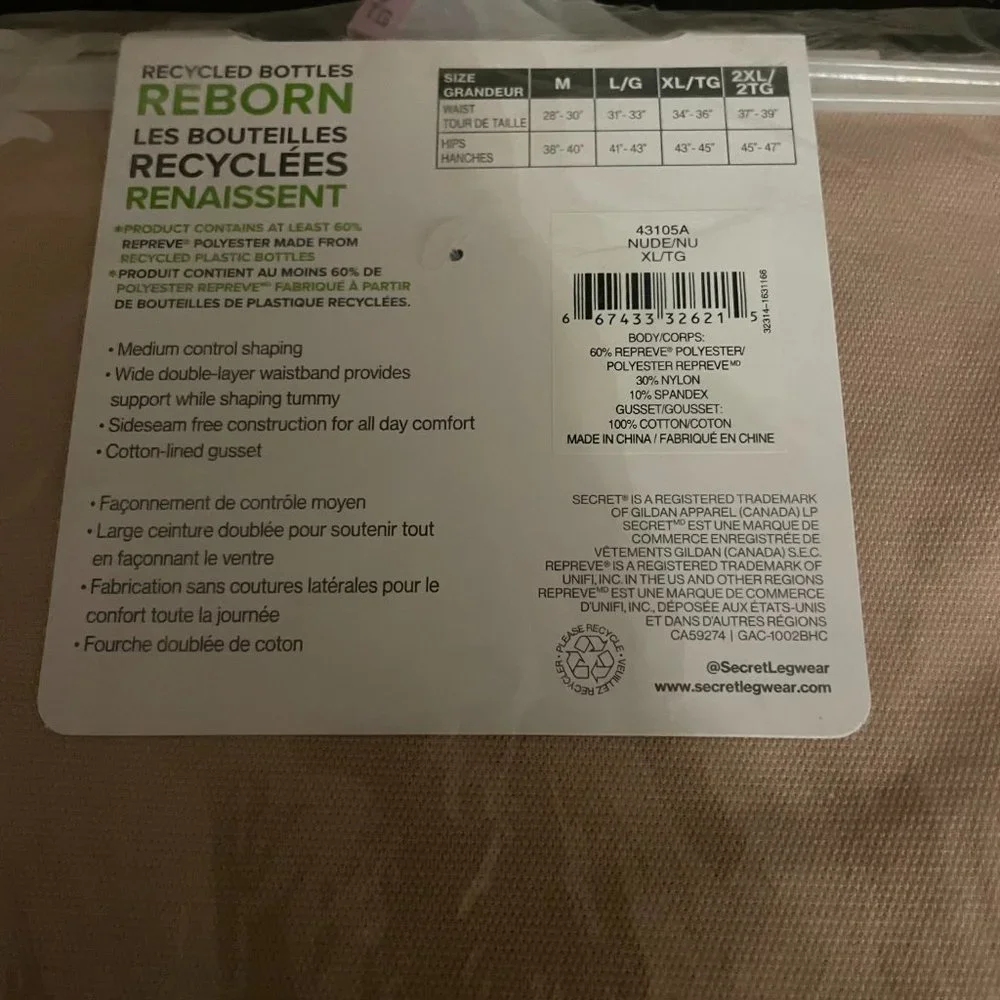 TG
RECYCLED BOTTLES
REBORN
LES BOUTEILLES
RECYCLÉES
RENAISSENT
*PRODUCT CONTAINS AT LEAST 60%
REPREVE® POLYESTER MADE FROM
RECYCLED PLASTIC BOTTLES
*PRODUIT CONTIENT AU MOINS 60% DE
POLYESTER REPREVE MD FABRIQUÉ À PARTIR
DE BOUTEILLES DE PLASTIQUE RECYCLÉES.
• Medium control shaping
• Wide double-layer waistband provides
support while shaping tummy
• Sideseam free construction for all day comfort
• Cotton-lined gusset
• Façonnement de contrôle moyen
• Large ceinture doublée pour soutenir tout
en façonnant le ventre
• Fabrication sans coutures latérales pour le
confort toute la journée
• Fourche doublée de coton
SIZE GRANDEUR M L/G XL/TG 2XL/2TG
WAIST TOUR DE TAILLE 28"- 30" 31"- 33" 34"- 36" 37"- 39"
HIPS HANCHES 38"- 40" 41"- 43" 43"- 45" 45"- 47"
43105A
NUDE/NU
XL/TG
6 67433 32621 5
32314-1631166
BODY/CORPS:
60% REPREVE® POLYESTER/
POLYESTER REPREVE MD
30% NYLON
10% SPANDEX
GUSSET/GOUSSET:
100% COTTON/COTON
MADE IN CHINA / FABRIQUÉ EN CHINE
SECRET® IS A REGISTERED TRADEMARK
OF GILDAN APPAREL (CANADA) LP
SECRET MD EST UNE MARQUE DE
COMMERCE ENREGISTRÉE DE
VÊTEMENTS GILDAN (CANADA) S.E.C.
REPREVE® IS A REGISTERED TRADEMARK OF
UNIFI, INC. IN THE US AND OTHER REGIONS
REPREVE MD EST UNE MARQUE DE COMMERCE
D'UNIFI, INC., DÉPOSÉE AUX ÉTATS-UNIS
ET DANS D'AUTRES RÉGIONS
CA59274 | GAC-1002BHC
PLEASE RECYCLE • VEUILLEZ RECYCLER •
@SecretLegwear
www.secretlegwear.com